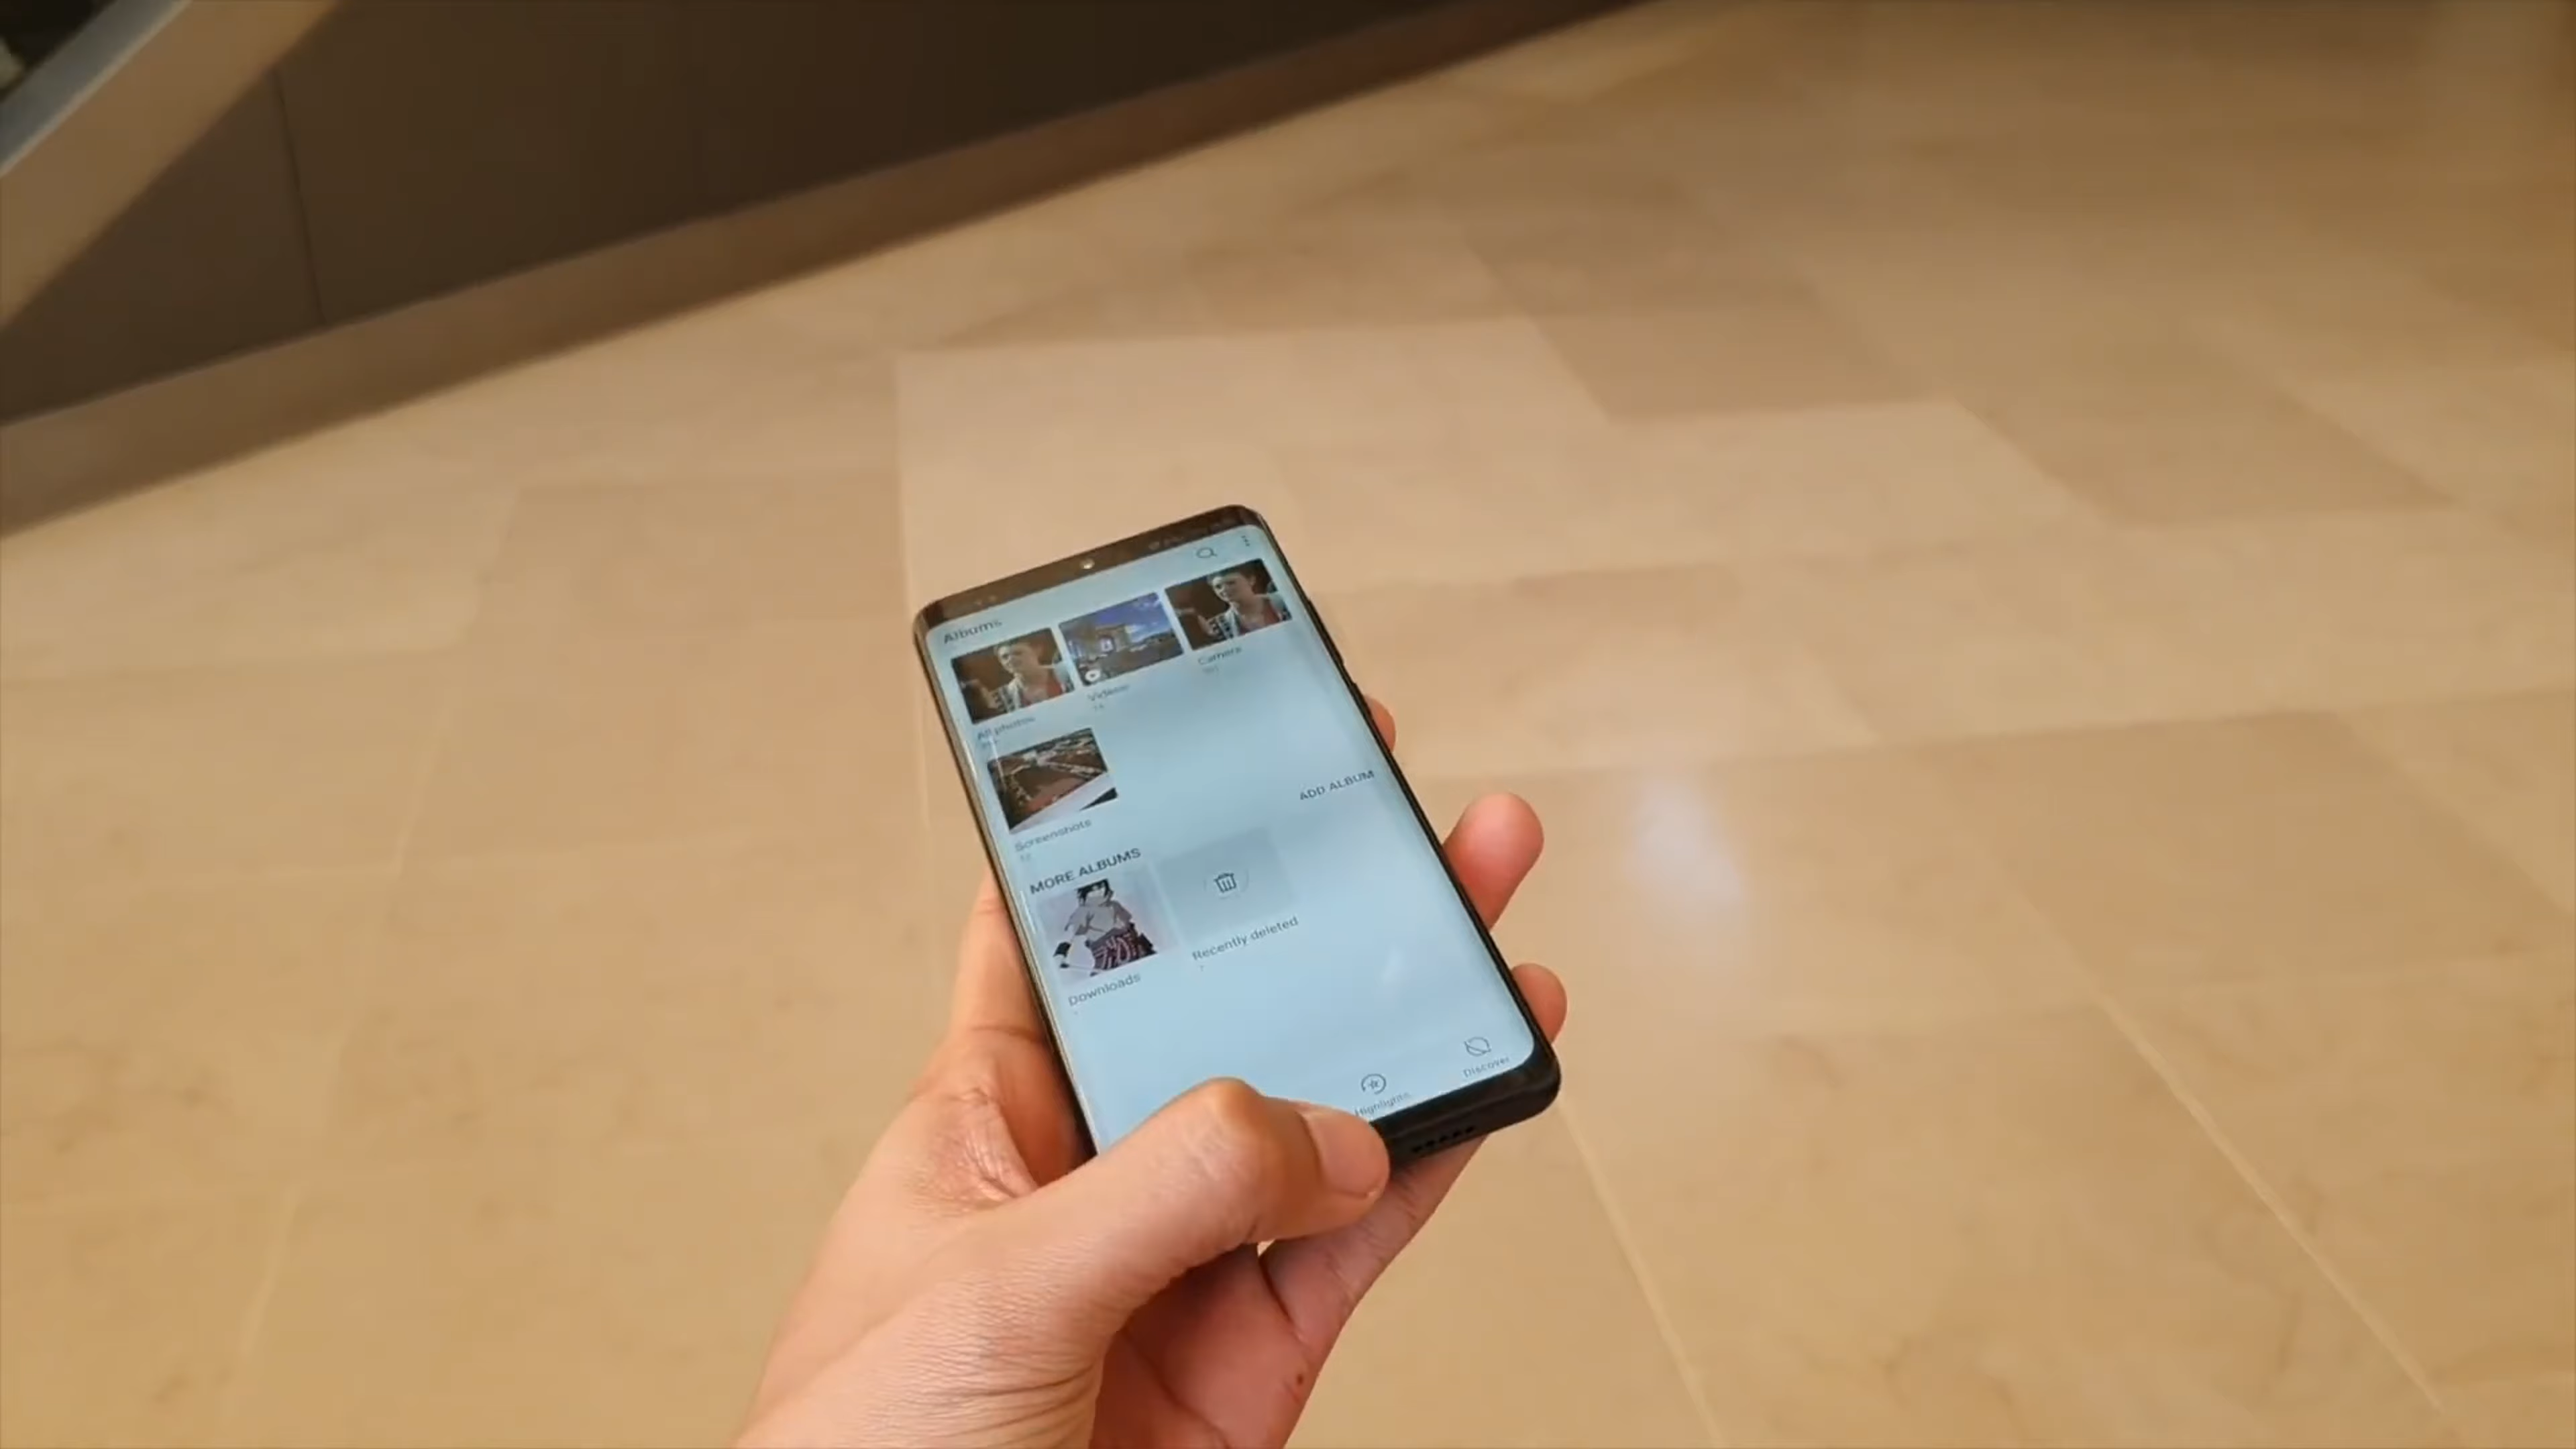 Albums
All photos
Videos
Camera
Screenshots
ADD ALBUM
MORE ALBUMS
Downloads
Recently deleted
Highlights
Discover